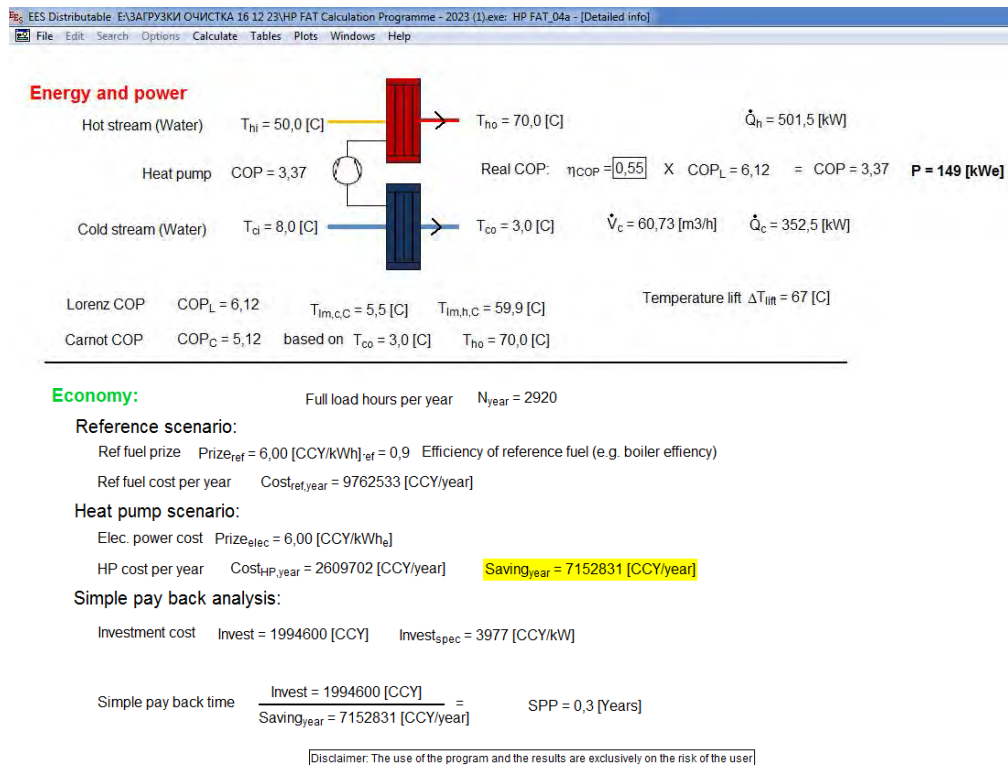 EES Distributable E:\ЗАГРУЗКИ ОЧИСТКА 16 12 23\HP FAT Calculation Programme - 2023 (1).exe: HP FAT_04a - [Detailed info]
File Edit Search Options Calculate Tables Plots Windows Help
Energy and power
Hot stream (Water) Thi = 50,0 [C] Tho = 70,0 [C] Q̇h = 501,5 [kW]
Heat pump COP = 3,37 Real COP: ηCOP = 0,55 X COPL = 6,12 = COP = 3,37 P = 149 [kWe]
Cold stream (Water) Tci = 8,0 [C] Tco = 3,0 [C] V̇c = 60,73 [m3/h] Q̇c = 352,5 [kW]
Lorenz COP COPL = 6,12 Tlm,c,C = 5,5 [C] Tlm,h,C = 59,9 [C] Temperature lift ΔTlift = 67 [C]
Carnot COP COPC = 5,12 based on Tco = 3,0 [C] Tho = 70,0 [C]
Economy: Full load hours per year Nyear = 2920
Reference scenario:
Ref fuel prize Prizeref = 6,00 [CCY/kWh] ref = 0,9 Efficiency of reference fuel (e.g. boiler effiency)
Ref fuel cost per year Costref,year = 9762533 [CCY/year]
Heat pump scenario:
Elec. power cost Prizeelec = 6,00 [CCY/kWhe]
HP cost per year CostHP,year = 2609702 [CCY/year] Savingyear = 7152831 [CCY/year]
Simple pay back analysis:
Investment cost Invest = 1994600 [CCY] Investspec = 3977 [CCY/kW]
Invest = 1994600 [CCY]
Simple pay back time = SPP = 0,3 [Years]
Savingyear = 7152831 [CCY/year]
Disclaimer: The use of the program and the results are exclusively on the risk of the user